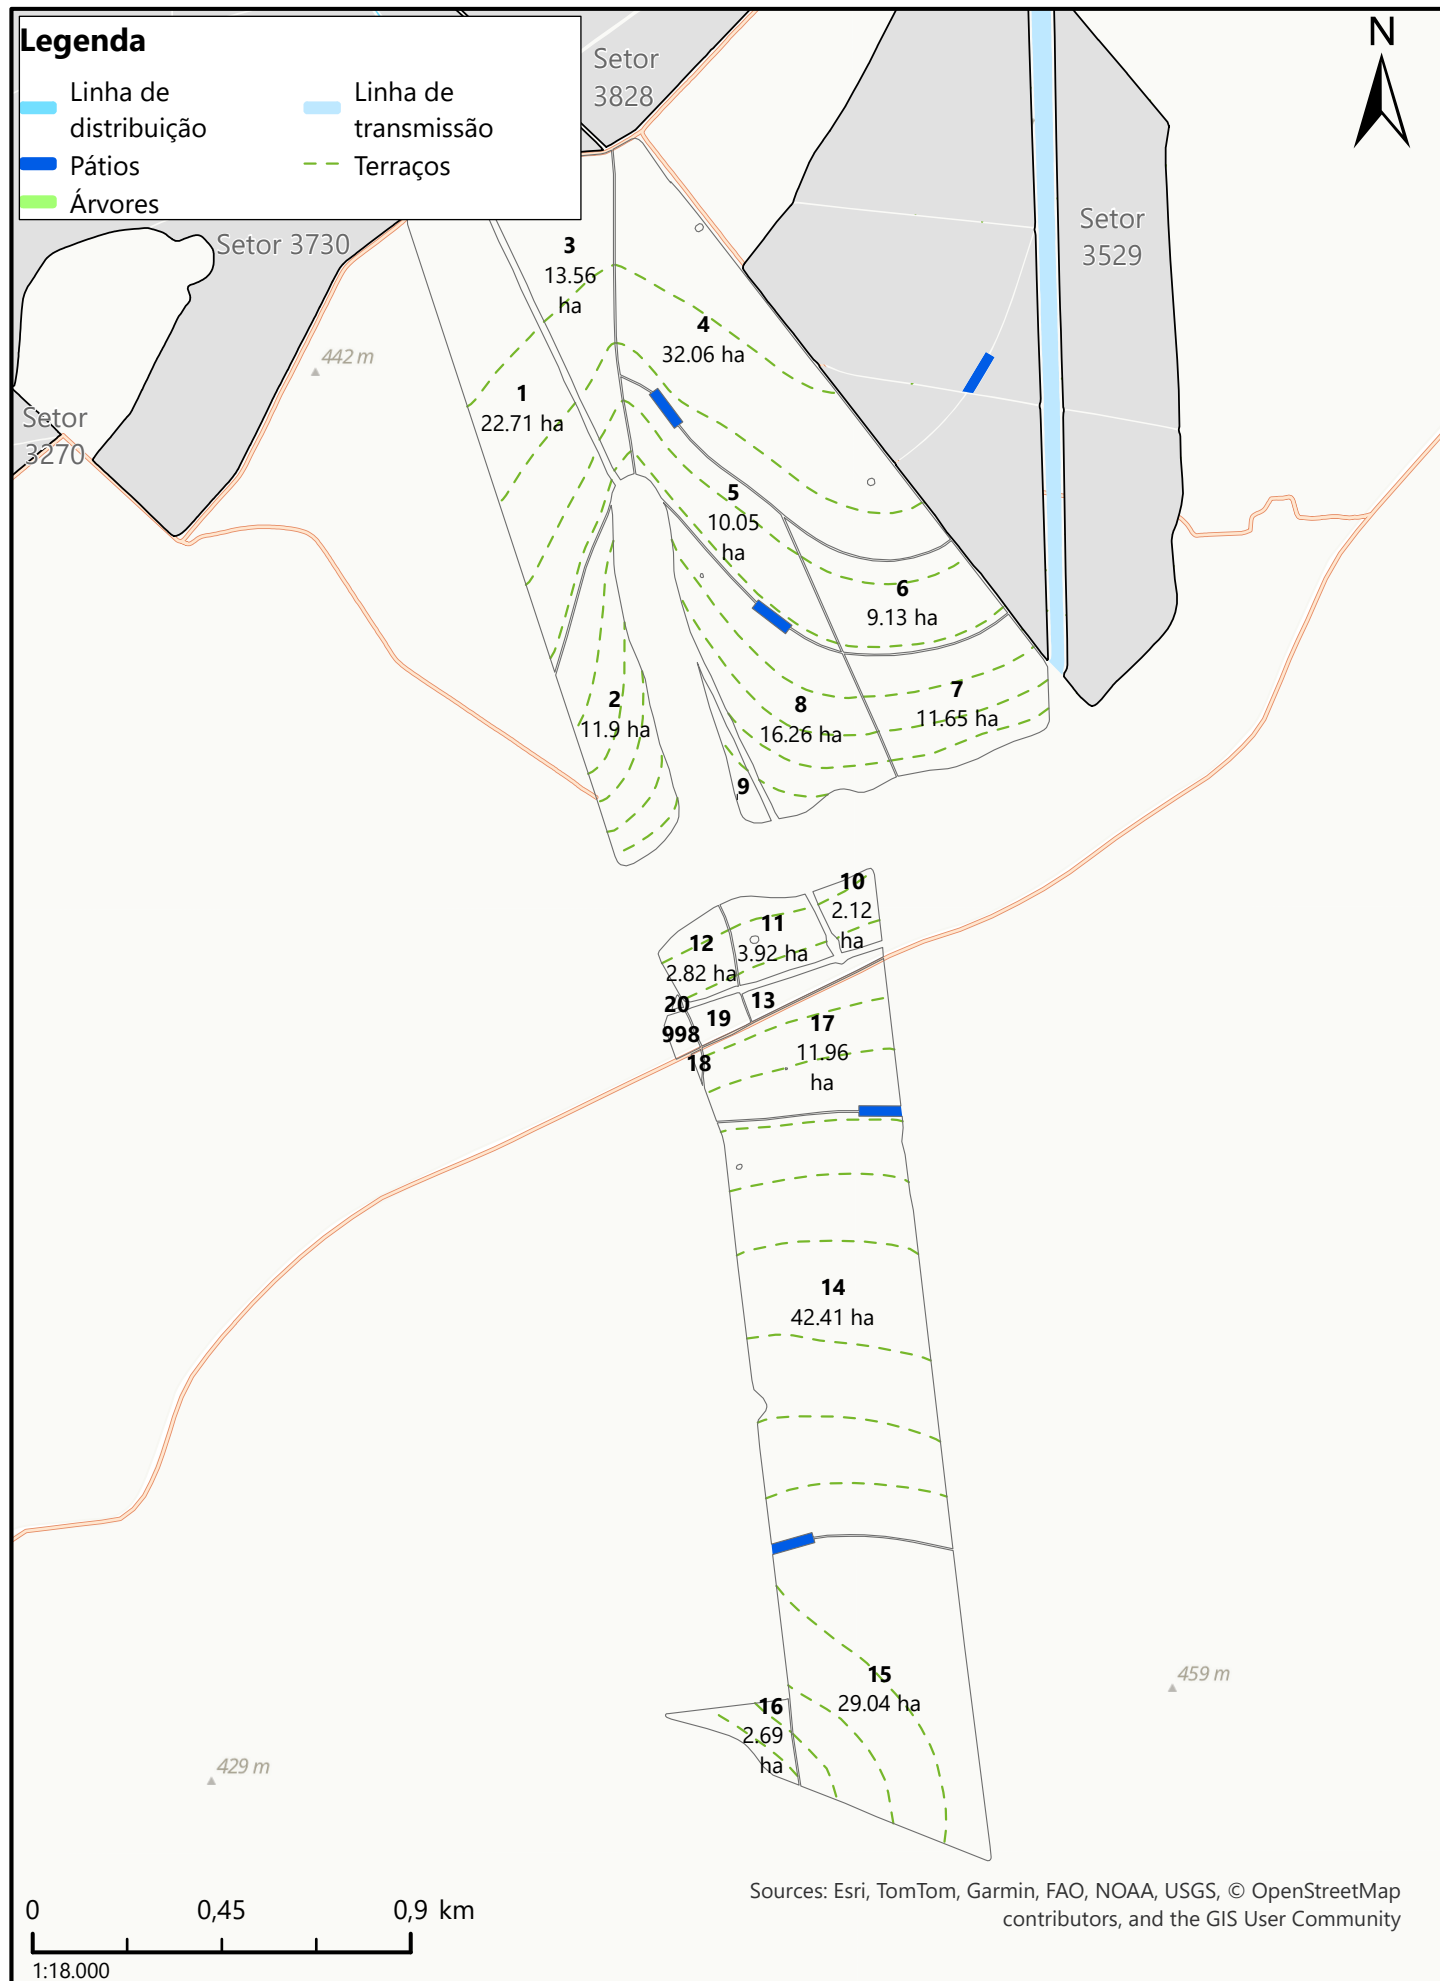 Legenda
Linha de
distribuição
Linha de
transmissão
Pátios
Terraços
Árvores
N
Setor
3828
Setor 3730
Setor
3529
3
13.56
ha
4
32.06 ha
442 m
1
22.71 ha
Setor
3270
5
10.05
ha
6
9.13 ha
2
11.9 ha
8
16.26 ha
7
11.65 ha
9
10
2.12
ha
11
3.92 ha
12
2.82 ha
20
13
19
998
17
11.96
ha
18
14
42.41 ha
15
29.04 ha
459 m
16
2.69
ha
429 m
Sources: Esri, TomTom, Garmin, FAO, NOAA, USGS, © OpenStreetMap
contributors, and the GIS User Community
0 0,45 0,9 km
1:18.000